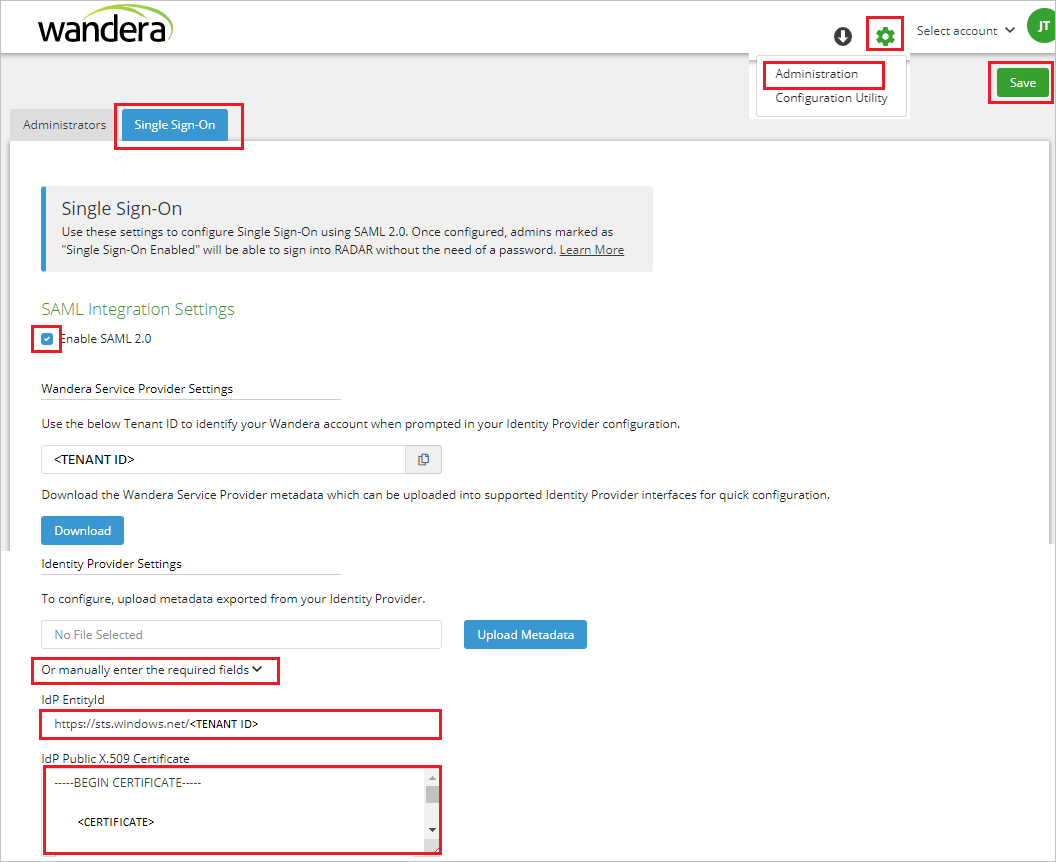 wandera
Select account
JT
Administration
Configuration Utility
Save
Administrators
Single Sign-On
Single Sign-On
Use these settings to configure Single Sign-On using SAML 2.0. Once configured, admins marked as
"Single Sign-On Enabled" will be able to sign into RADAR without the need of a password. Learn More
SAML Integration Settings
Enable SAML 2.0
Wandera Service Provider Settings
Use the below Tenant ID to identify your Wandera account when prompted in your Identity Provider configuration.
<TENANT ID>
Download the Wandera Service Provider metadata which can be uploaded into supported Identity Provider interfaces for quick configuration.
Download
Identity Provider Settings
To configure, upload metadata exported from your Identity Provider.
No File Selected
Upload Metadata
Or manually enter the required fields
IdP EntityId
https://sts.windows.net/<TENANT ID>
IdP Public X.509 Certificate
-----BEGIN CERTIFICATE-----
<CERTIFICATE>